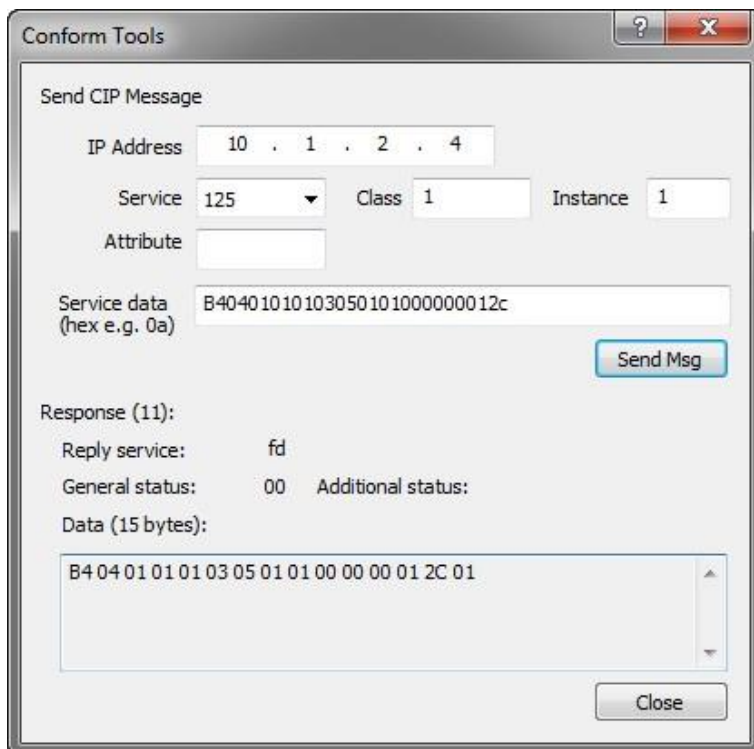 Conform Tools
Send CIP Message
IP Address 10 . 1 . 2 . 4
Service 125 Class 1 Instance 1
Attribute
Service data B40401010103050101000000012c
(hex e.g. 0a)
Send Msg
Response (11):
Reply service: fd
General status: 00 Additional status:
Data (15 bytes):
B4 04 01 01 01 03 05 01 01 00 00 00 01 2C 01
Close